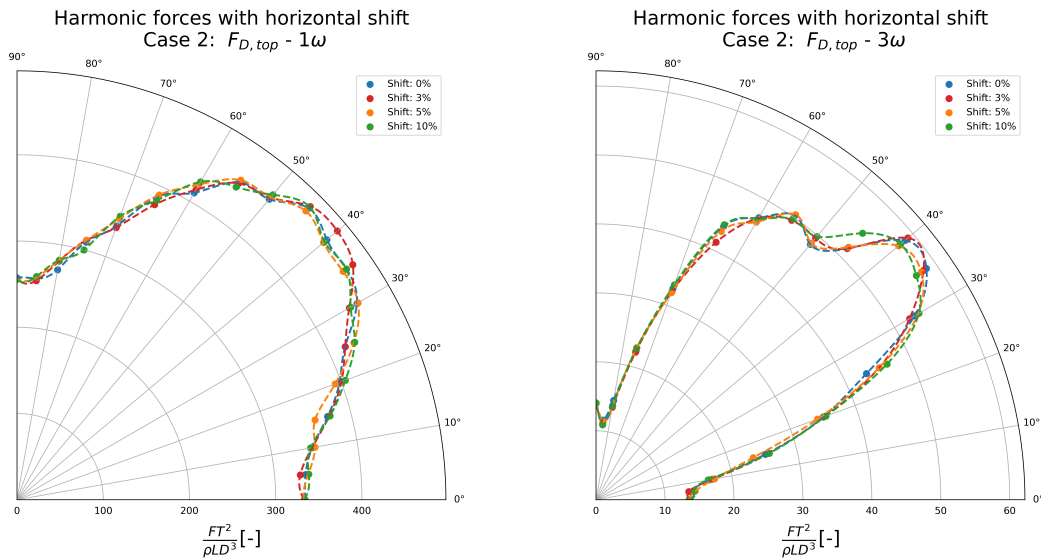 Harmonic forces with horizontal shift
Case 2: F_{D, top} - 1ω
90°
80°
70°
60°
50°
40°
30°
20°
10°
0°
Shift: 0%
Shift: 3%
Shift: 5%
Shift: 10%
0 100 200 300 400
FT²/ρLD³ [-]
Harmonic forces with horizontal shift
Case 2: F_{D, top} - 3ω
90°
80°
70°
60°
50°
40°
30°
20°
10°
0°
Shift: 0%
Shift: 3%
Shift: 5%
Shift: 10%
0 10 20 30 40 50 60
FT²/ρLD³ [-]